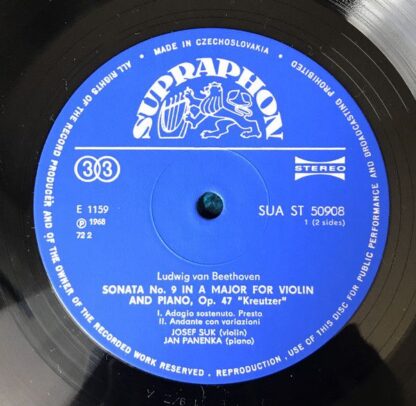 • MADE IN CZECHOSLOVAKIA •
ALL RIGHTS OF THE RECORD PRODUCER AND OF THE OWNER OF THE RECORDED WORK RESERVED . REPRODUCTION , USE OF THIS DISC FOR PUBLIC PERFORMANCE AND BROADCASTING PROHIBITED
SUPRAPHON
33
STEREO
E 1159
SUA ST 50908
℗ 1968
1 (2 sides)
72 2
Ludwig van Beethoven
SONATA No. 9 IN A MAJOR FOR VIOLIN
AND PIANO, Op. 47 "Kreutzer"
I. Adagio sostenuto. Presto
II. Andante con variazioni
JOSEF SUK (violin)
JAN PANENKA (piano)